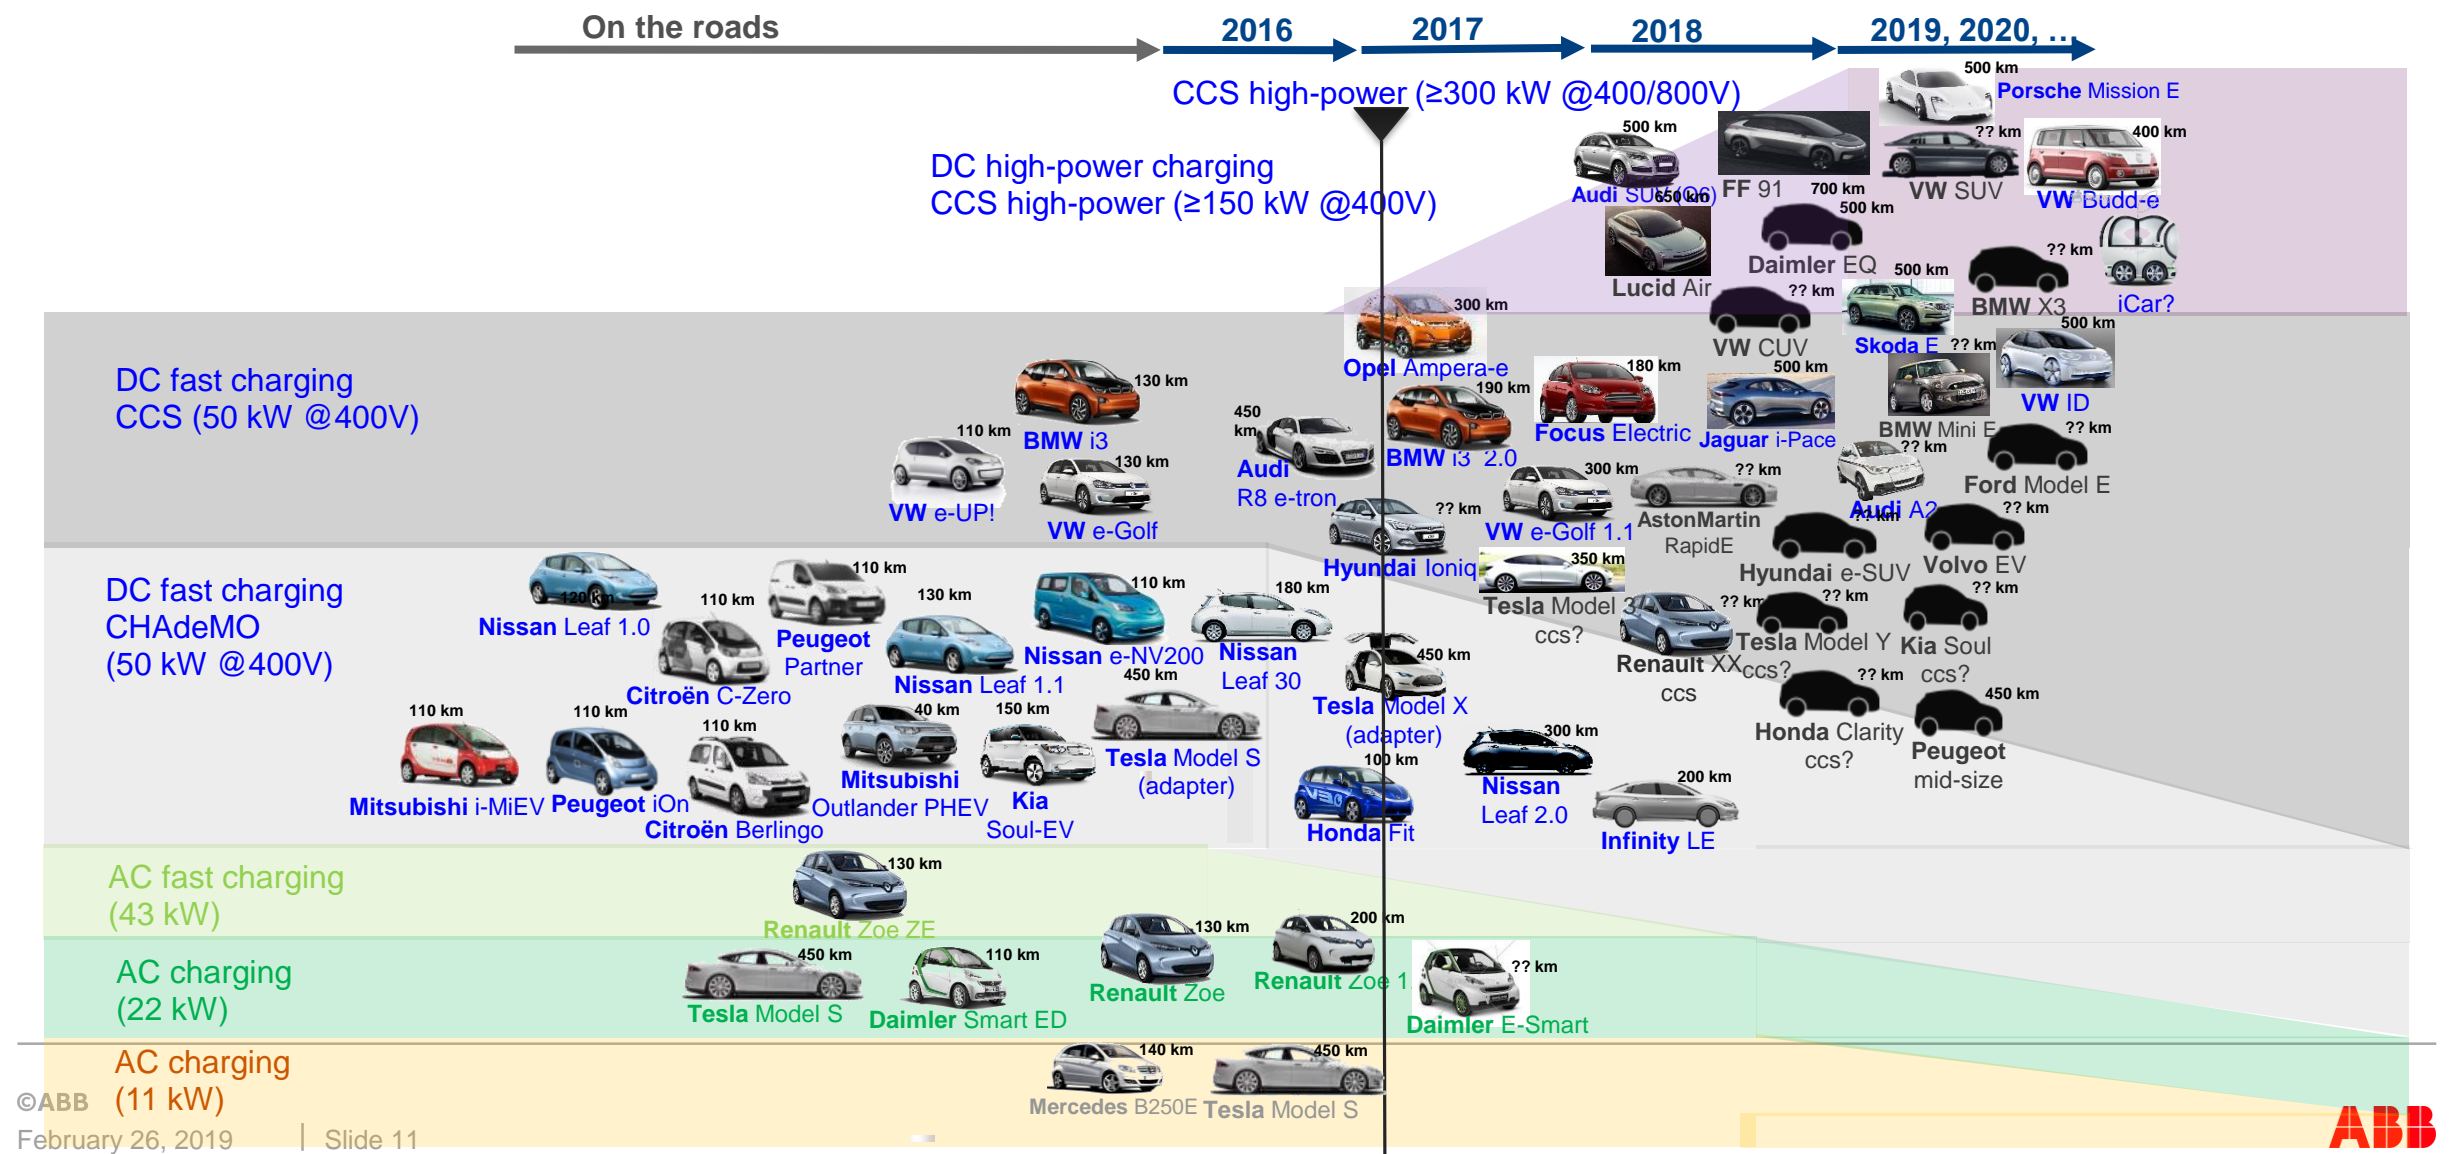 On the roads
2016
2017
2018
2019, 2020, ...
CCS high-power (≥300 kW @400/800V)
DC high-power charging
CCS high-power (≥150 kW @400V)
500 km
Porsche Mission E
500 km
Audi SUV (Q6)
FF 91
700 km
?? km
VW SUV
400 km
VW Budd-e
650 km
Lucid Air
500 km
Daimler EQ
?? km
BMW X3
iCar?
DC fast charging
CCS (50 kW @400V)
110 km
VW e-UP!
130 km
BMW i3
130 km
VW e-Golf
450
km
Audi
R8 e-tron
300 km
Opel Ampera-e
190 km
BMW i3 2.0
?? km
Hyundai Ioniq
180 km
Focus Electric
300 km
VW e-Golf 1.1
?? km
VW CUV
500 km
Jaguar i-Pace
?? km
AstonMartin
RapidE
500 km
Skoda E
?? km
BMW Mini E
500 km
VW ID
?? km
Audi A2
?? km
Ford Model E
?? km
Hyundai e-SUV
?? km
Volvo EV
350 km
Tesla Model 3
ccs?
?? km
Renault XX
ccs
?? km
Tesla Model Y
ccs?
?? km
Kia Soul
ccs?
?? km
Honda Clarity
ccs?
450 km
Peugeot
mid-size
DC fast charging
CHAdeMO
(50 kW @400V)
120 km
Nissan Leaf 1.0
110 km
Citroën C-Zero
110 km
Peugeot
Partner
130 km
Nissan Leaf 1.1
110 km
Nissan e-NV200
180 km
Nissan
Leaf 30
450 km
Tesla Model X
(adapter)
110 km
Mitsubishi i-MiEV
110 km
Peugeot iOn
110 km
Citroën Berlingo
40 km
Mitsubishi
Outlander PHEV
150 km
Kia
Soul-EV
450 km
Tesla Model S
(adapter)
100 km
Honda Fit
300 km
Nissan
Leaf 2.0
200 km
Infinity LE
AC fast charging
(43 kW)
130 km
Renault Zoe ZE
AC charging
(22 kW)
450 km
Tesla Model S
110 km
Daimler Smart ED
130 km
Renault Zoe
200 km
Renault Zoe 1.
?? km
Daimler E-Smart
AC charging
(11 kW)
140 km
Mercedes B250E
450 km
Tesla Model S
©ABB
February 26, 2019
Slide 11
ABB